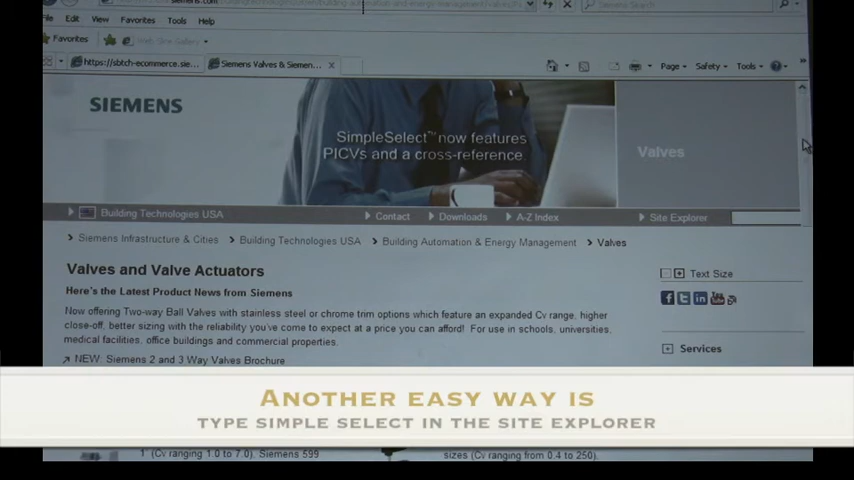 File Edit View Favorites Tools Help
Favorites Web Slice Gallery
https://sbtch-ecommerce.sie... Siemens Valves & Siemen... Page Safety Tools
SIEMENS
SimpleSelect™ now features
PICVs and a cross-reference
Valves
Building Technologies USA Contact Downloads A-Z Index Site Explorer
Siemens Infrastructure & Cities Building Technologies USA Building Automation & Energy Management Valves
Valves and Valve Actuators
Text Size
Here's the Latest Product News from Siemens
Now offering Two-way Ball Valves with stainless steel or chrome trim options which feature an expanded Cv range, higher
close-off, better sizing with the reliability you've come to expect at a price you can afford! For use in schools, universities,
medical facilities, office buildings and commercial properties.
Services
NEW: Siemens 2 and 3 Way Valves Brochure
ANOTHER EASY WAY IS
TYPE SIMPLE SELECT IN THE SITE EXPLORER
1" (Cv ranging 1.0 to 7.0). Siemens 599
sizes (Cv ranging from 0.4 to 250).